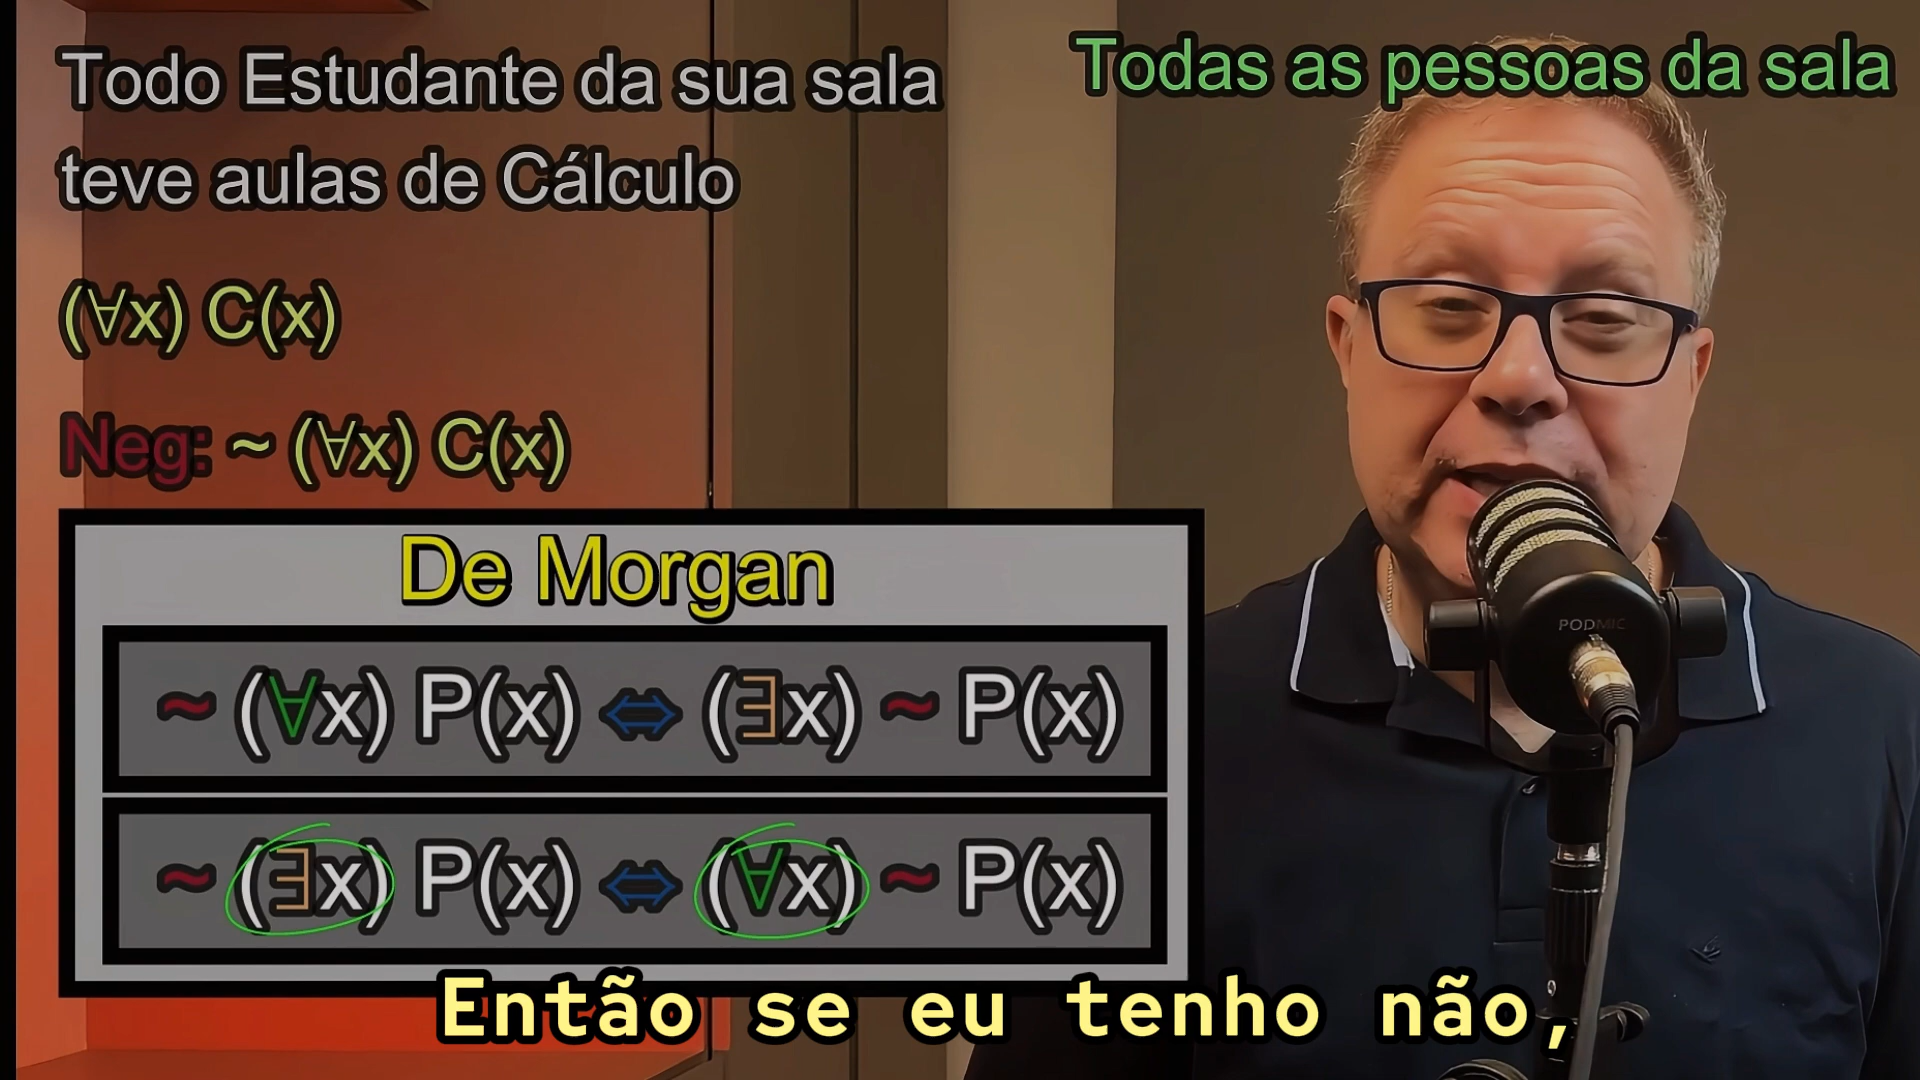 Todo Estudante da sua sala
teve aulas de Cálculo
Todas as pessoas da sala
(∀x) C(x)
Neg: ~ (∀x) C(x)
De Morgan
~ (∀x) P(x) ⇔ (∃x) ~ P(x)
~ (∃x) P(x) ⇔ (∀x) ~ P(x)
PODMIC
Então se eu tenho não,